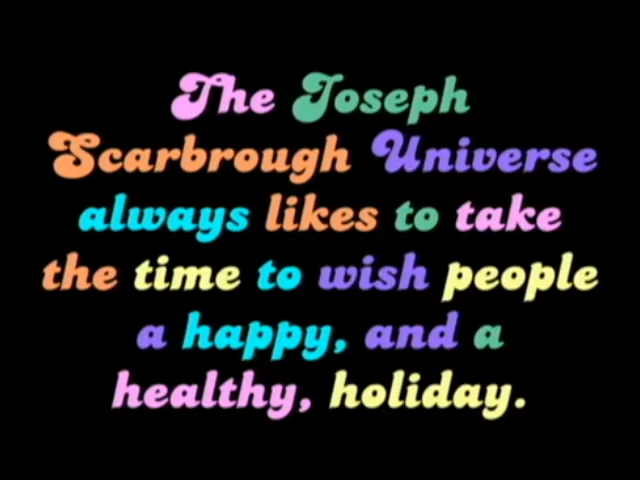 The Joseph
Scarbrough Universe
always likes to take
the time to wish people
a happy, and a
healthy, holiday.